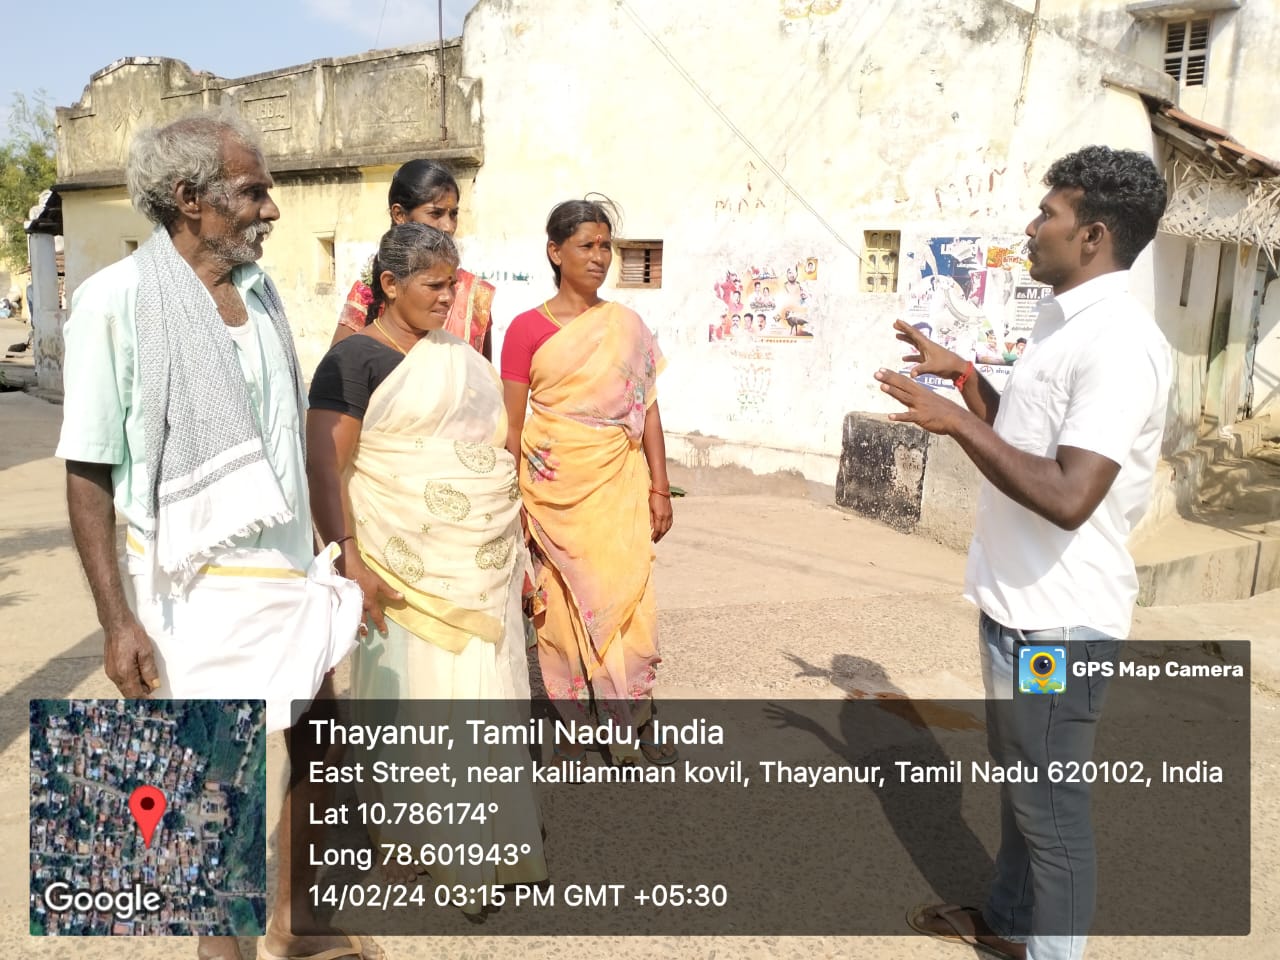 1984
GPS Map Camera
Thayanur, Tamil Nadu, India
East Street, near kalliamman kovil, Thayanur, Tamil Nadu 620102, India
Lat 10.786174°
Long 78.601943°
14/02/24 03:15 PM GMT +05:30
Google